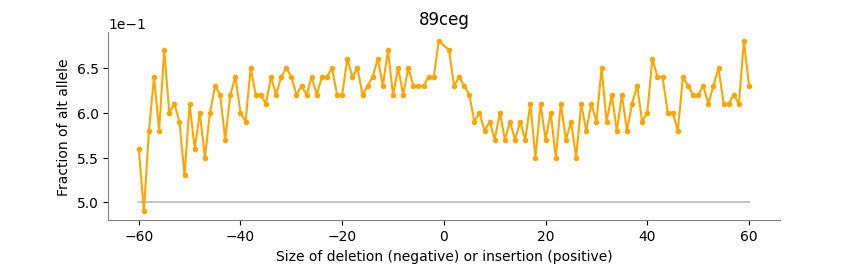 89ceg
1e−1
6.5
6.0
5.5
5.0
Fraction of alt allele
−60 −40 −20 0 20 40 60
Size of deletion (negative) or insertion (positive)